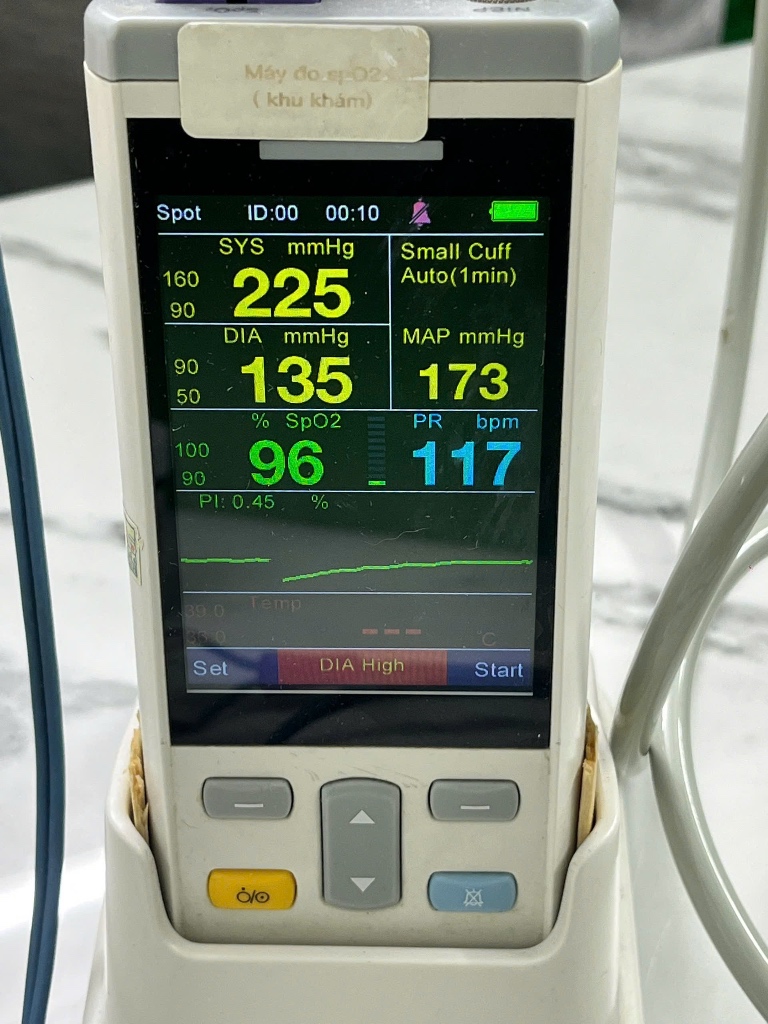 SpO2
NIBP
Máy đo spO2
( khu khám)
Spot ID:00 00:10
SYS mmHg
160
90
225
Small Cuff
Auto(1min)
DIA mmHg
90
50
135
MAP mmHg
173
% SpO2
100
90
96
PR bpm
117
PI: 0.45 %
Temp
39.0
36.0
--- C
Set DIA High Start